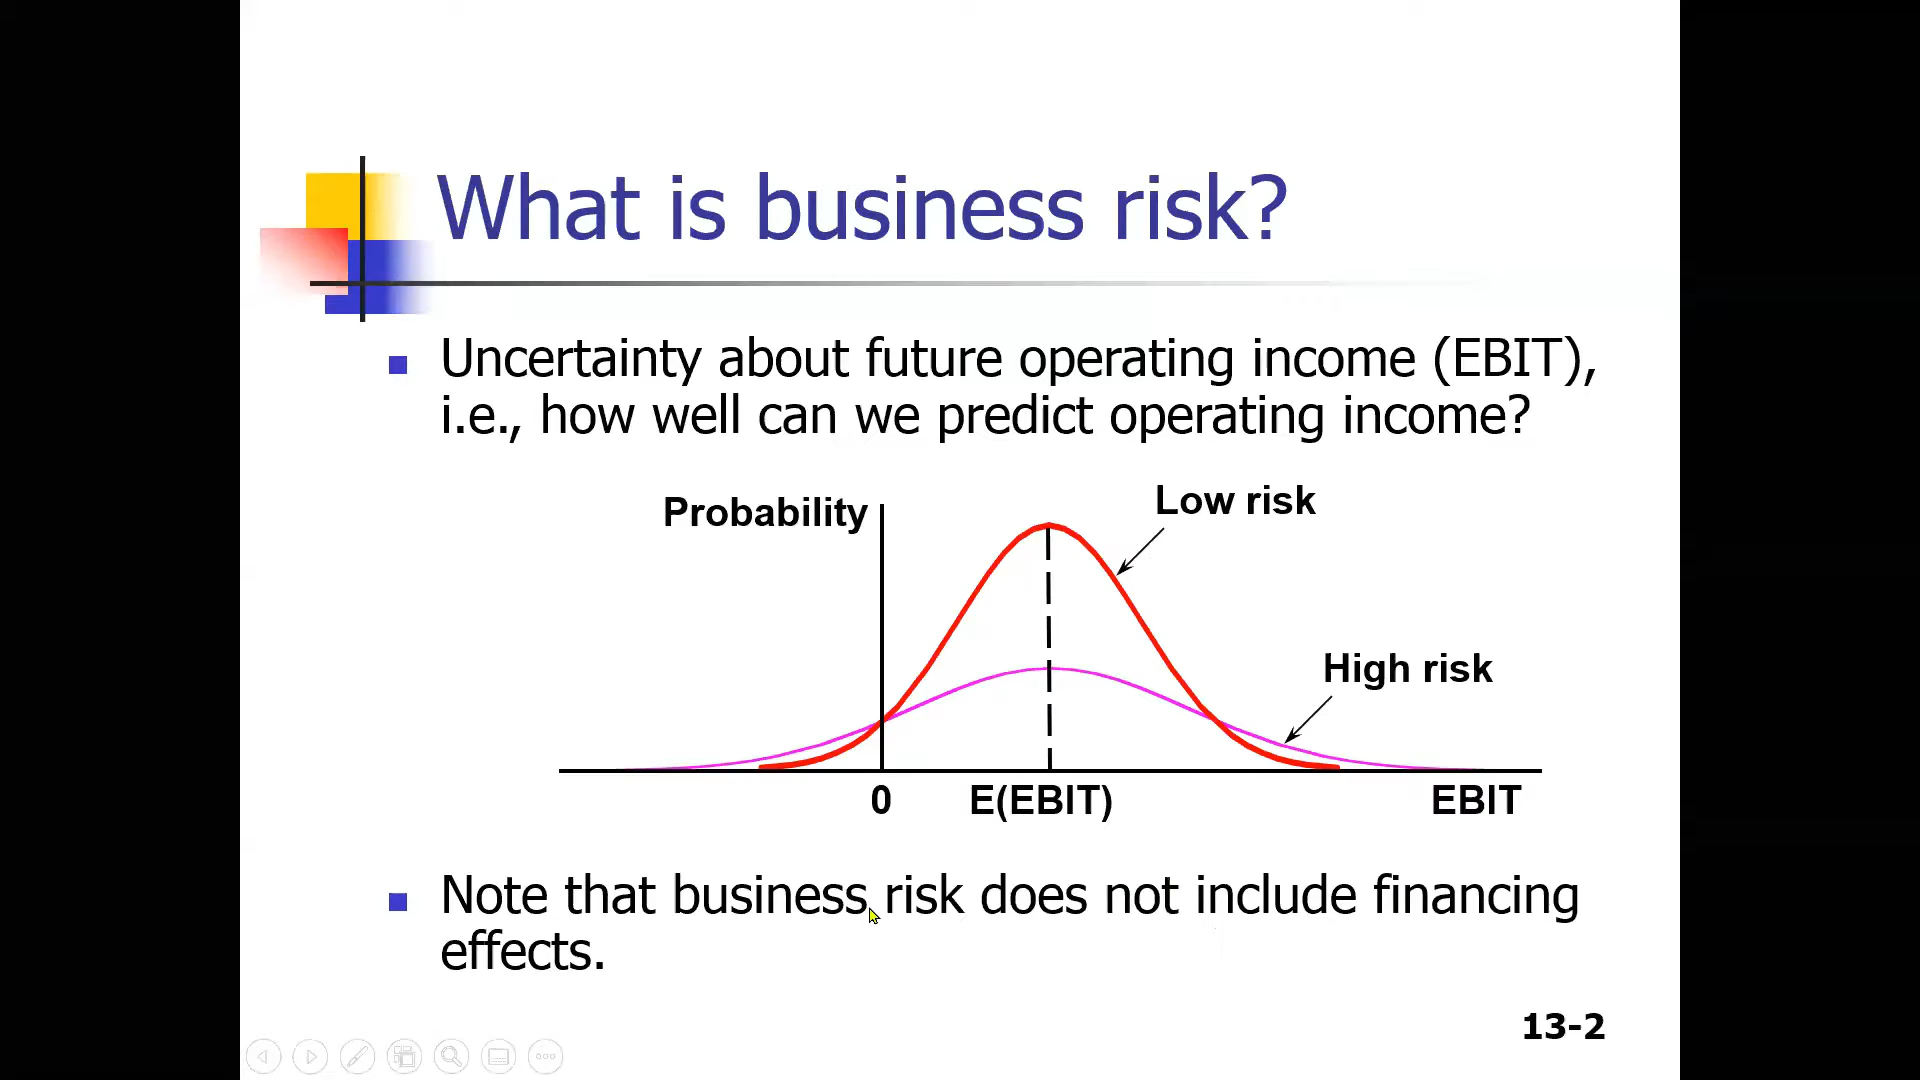 What is business risk?
Uncertainty about future operating income (EBIT),
i.e., how well can we predict operating income?
Probability
Low risk
High risk
0
E(EBIT)
EBIT
Note that business risk does not include financing
effects.
13-2